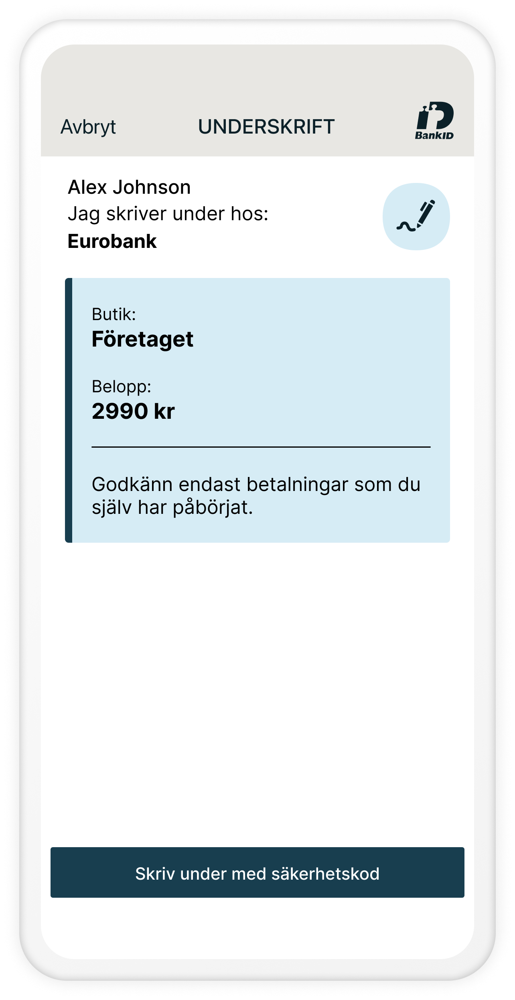 Avbryt
UNDERSKRIFT
BankID
Alex Johnson
Jag skriver under hos:
Eurobank
Butik:
Företaget
Belopp:
2990 kr
Godkänn endast betalningar som du
själv har påbörjat.
Skriv under med säkerhetskod